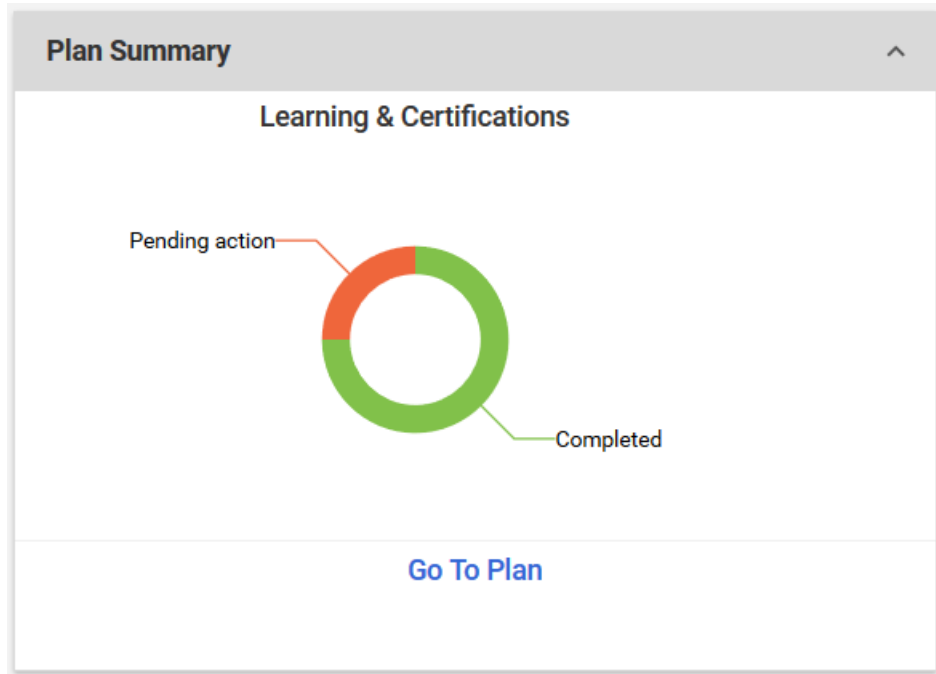 Plan Summary
Learning & Certifications
Pending action
Completed
Go To Plan